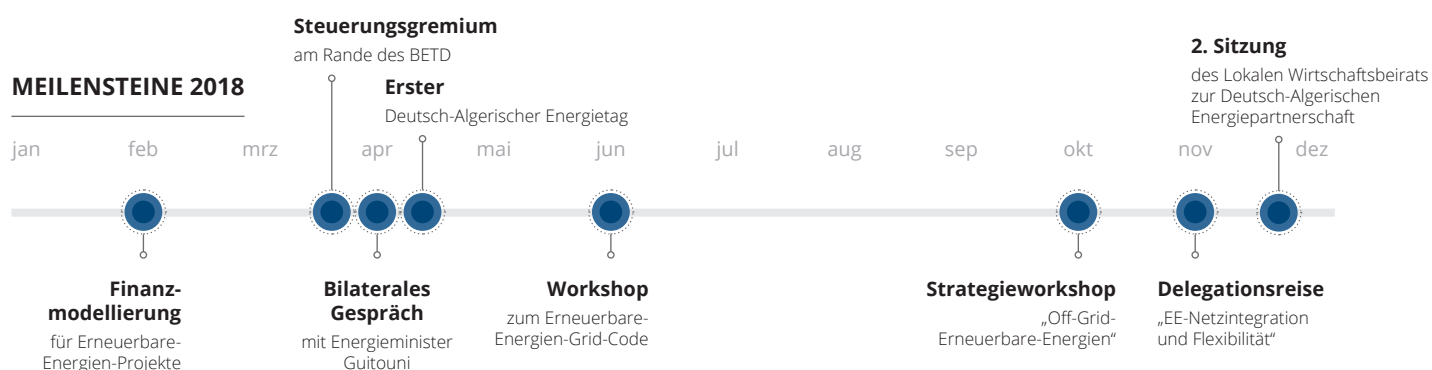 MEILENSTEINE 2018
Steuerungsgremium
am Rande des BETD
Erster
Deutsch-Algerischer Energietag
2. Sitzung
des Lokalen Wirtschaftsbeirats
zur Deutsch-Algerischen
Energiepartnerschaft
jan feb mrz apr mai jun jul aug sep okt nov dez
Finanz-
modellierung
für Erneuerbare-
Energien-Projekte
Bilaterales
Gespräch
mit Energieminister
Guitouni
Workshop
zum Erneuerbare-
Energien-Grid-Code
Strategieworkshop
„Off-Grid-
Erneuerbare-Energien“
Delegationsreise
„EE-Netzintegration
und Flexibilität“